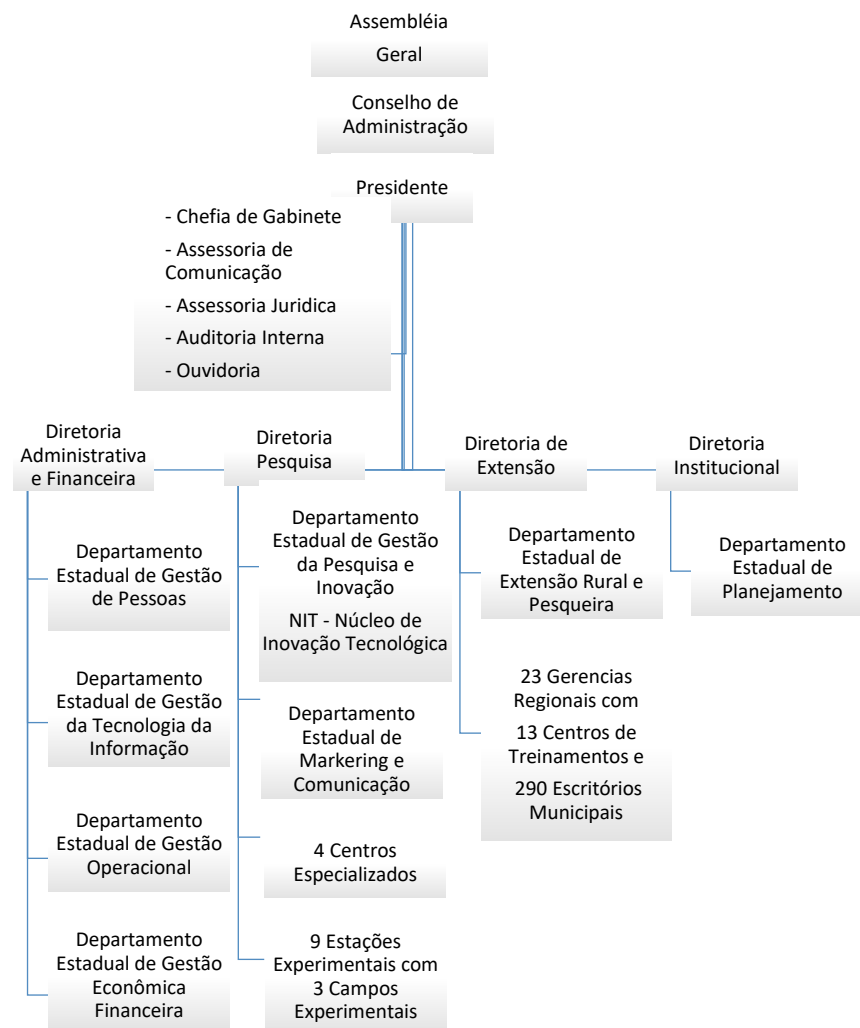 Assembléia
Geral
Conselho de
Administração
Presidente
- Chefia de Gabinete
- Assessoria de
Comunicação
- Assessoria Juridica
- Auditoria Interna
- Ouvidoria
Diretoria
Administrativa
e Financeira
Departamento
Estadual de Gestão
de Pessoas
Departamento
Estadual de Gestão
da Tecnologia da
Informação
Departamento
Estadual de Gestão
Operacional
Departamento
Estadual de Gestão
Econômica
Financeira
Diretoria
Pesquisa
Departamento
Estadual de Gestão
da Pesquisa e
Inovação
NIT - Núcleo de
Inovação Tecnológica
Departamento
Estadual de
Markering e
Comunicação
4 Centros
Especializados
9 Estações
Experimentais com
3 Campos
Experimentais
Diretoria de
Extensão
Departamento
Estadual de
Extensão Rural e
Pesqueira
23 Gerencias
Regionais com
13 Centros de
Treinamentos e
290 Escritórios
Municipais
Diretoria
Institucional
Departamento
Estadual de
Planejamento